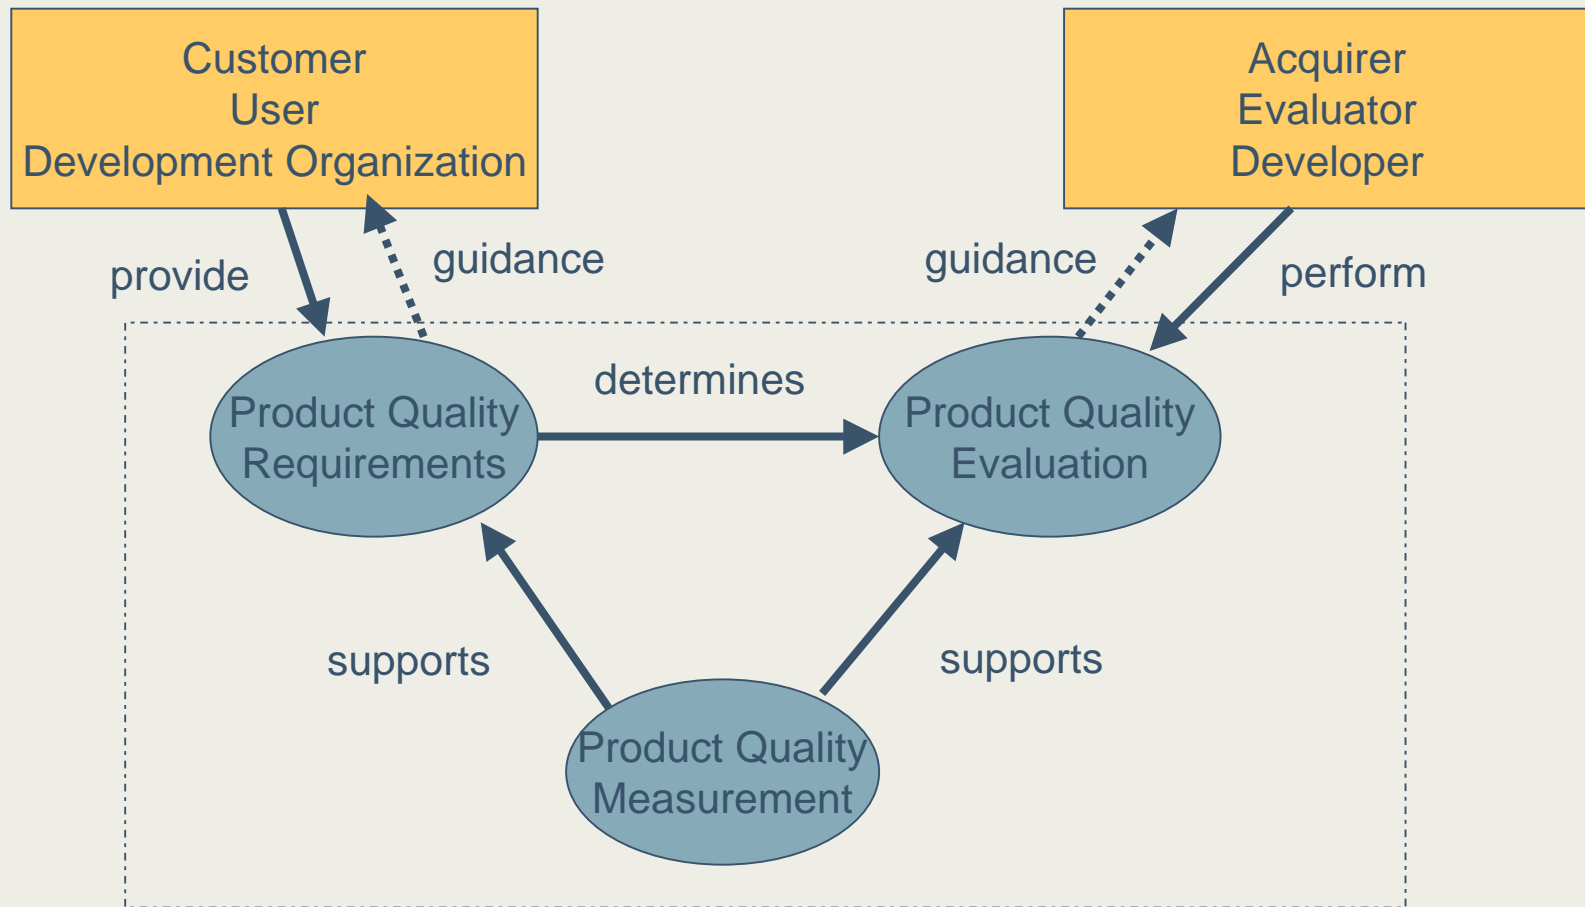 Customer
User
Development Organization
Acquirer
Evaluator
Developer
provide
guidance
guidance
perform
determines
Product Quality
Requirements
Product Quality
Evaluation
supports
supports
Product Quality
Measurement